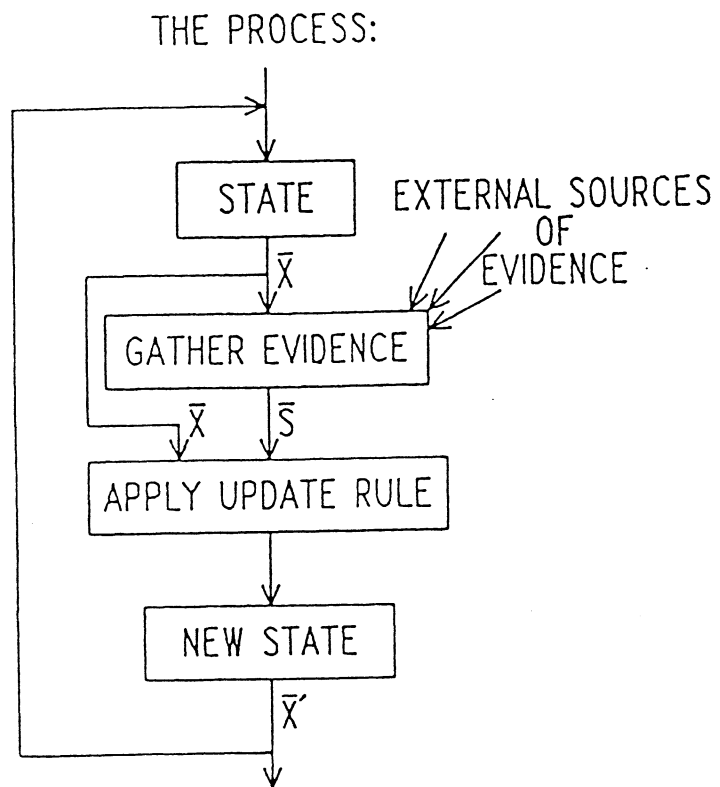 THE PROCESS:
STATE
EXTERNAL SOURCES
OF
EVIDENCE
X̅
GATHER EVIDENCE
X̅
S̅
APPLY UPDATE RULE
NEW STATE
X̅′